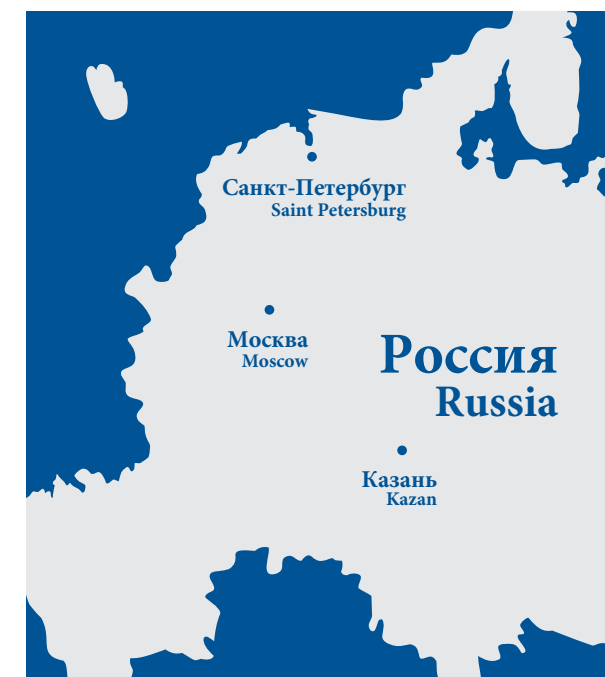 Санкт-Петербург
Saint Petersburg
Москва
Moscow
Россия
Russia
Казань
Kazan